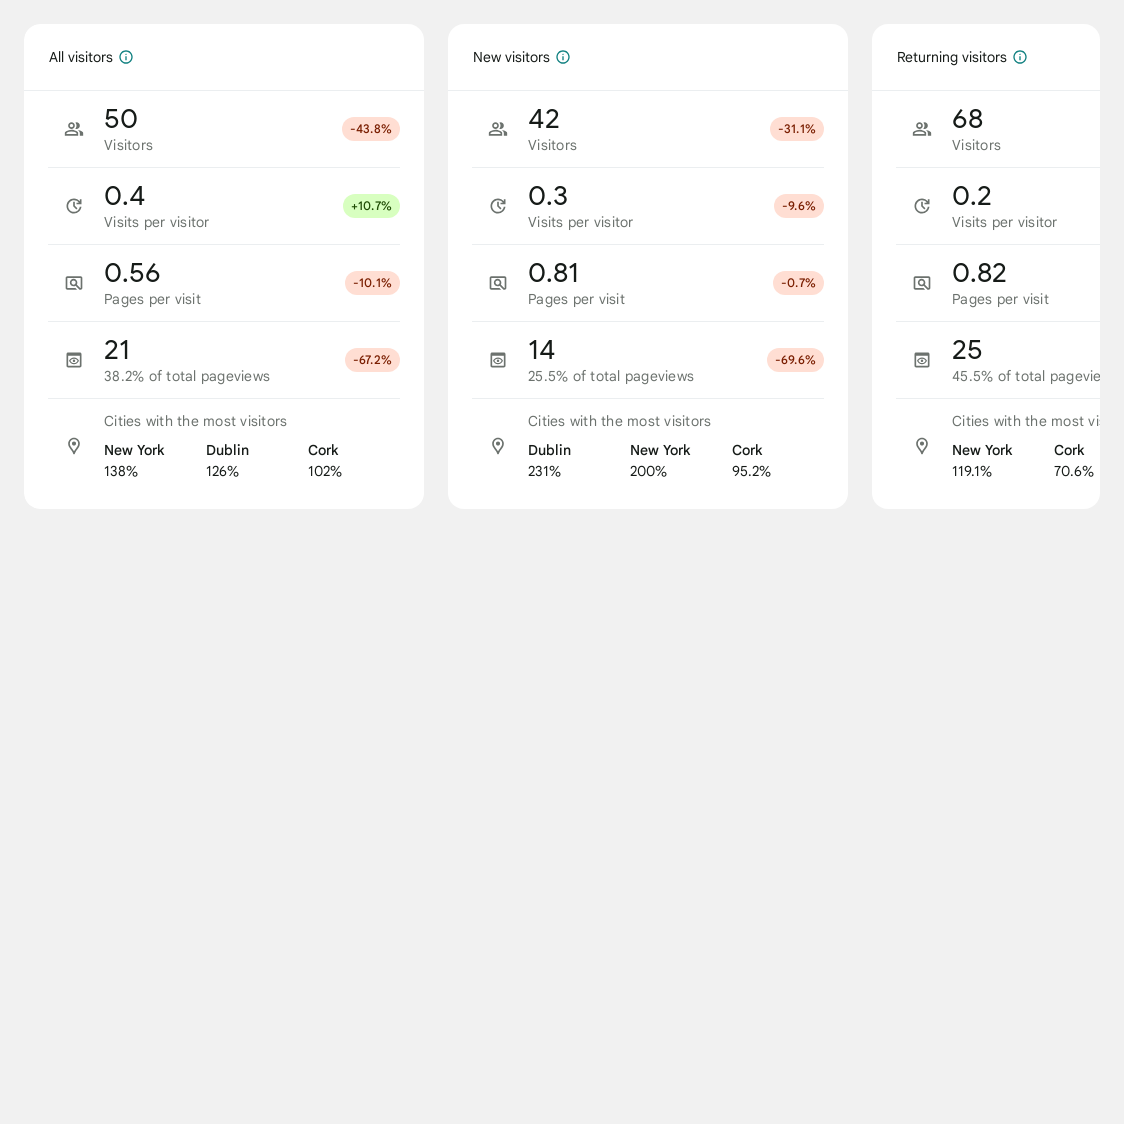 All visitors
50
Visitors
-43.8%
0.4
Visits per visitor
+10.7%
0.56
Pages per visit
-10.1%
21
38.2% of total pageviews
-67.2%
Cities with the most visitors
New York Dublin Cork
138% 126% 102%
New visitors
42
Visitors
-31.1%
0.3
Visits per visitor
-9.6%
0.81
Pages per visit
-0.7%
14
25.5% of total pageviews
-69.6%
Cities with the most visitors
Dublin New York Cork
231% 200% 95.2%
Returning visitors
68
Visitors
0.2
Visits per visitor
0.82
Pages per visit
25
45.5% of total pagevie
Cities with the most vi
New York Cork
119.1% 70.6%